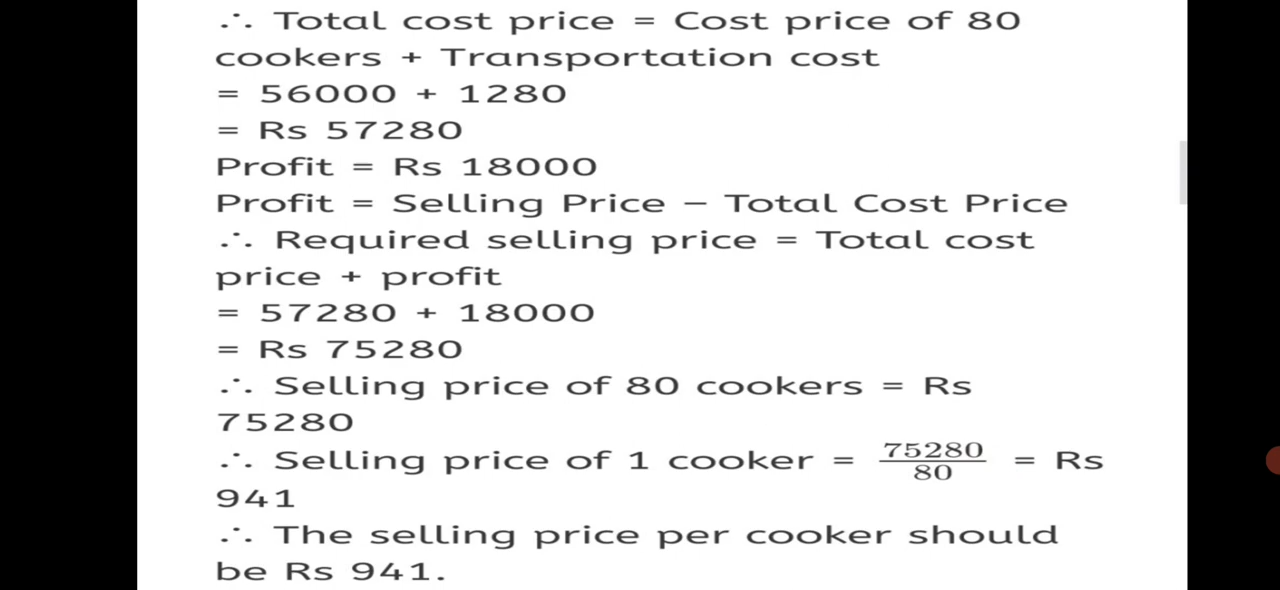 ∴ Total cost price = Cost price of 80
cookers + Transportation cost
= 56000 + 1280
= Rs 57280
Profit = Rs 18000
Profit = Selling Price − Total Cost Price
∴ Required selling price = Total cost
price + profit
= 57280 + 18000
= Rs 75280
∴ Selling price of 80 cookers = Rs
75280
∴ Selling price of 1 cooker = 75280/80 = Rs
941
∴ The selling price per cooker should
be Rs 941.